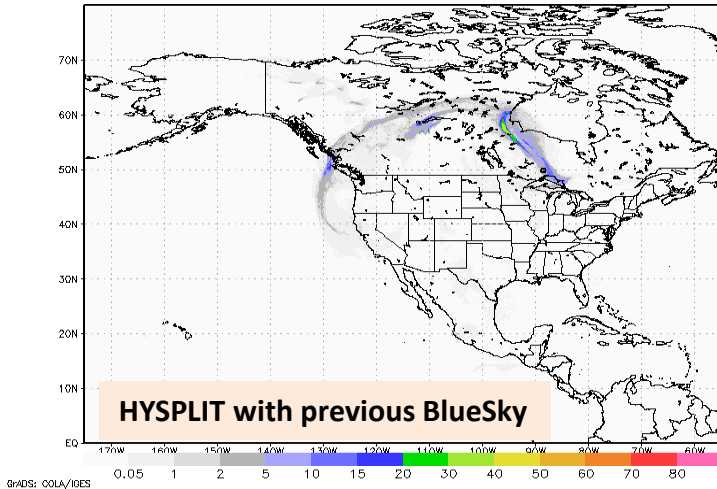 70N
60N
50N
40N
30N
20N
10N
EQ
HYSPLIT with previous BlueSky
170W 160W 150W 140W 130W 120W 110W 100W 90W 80W 70W 60W
0.05 1 2 5 10 15 20 30 40 50 60 70 80
GrADS: COLA/IGES